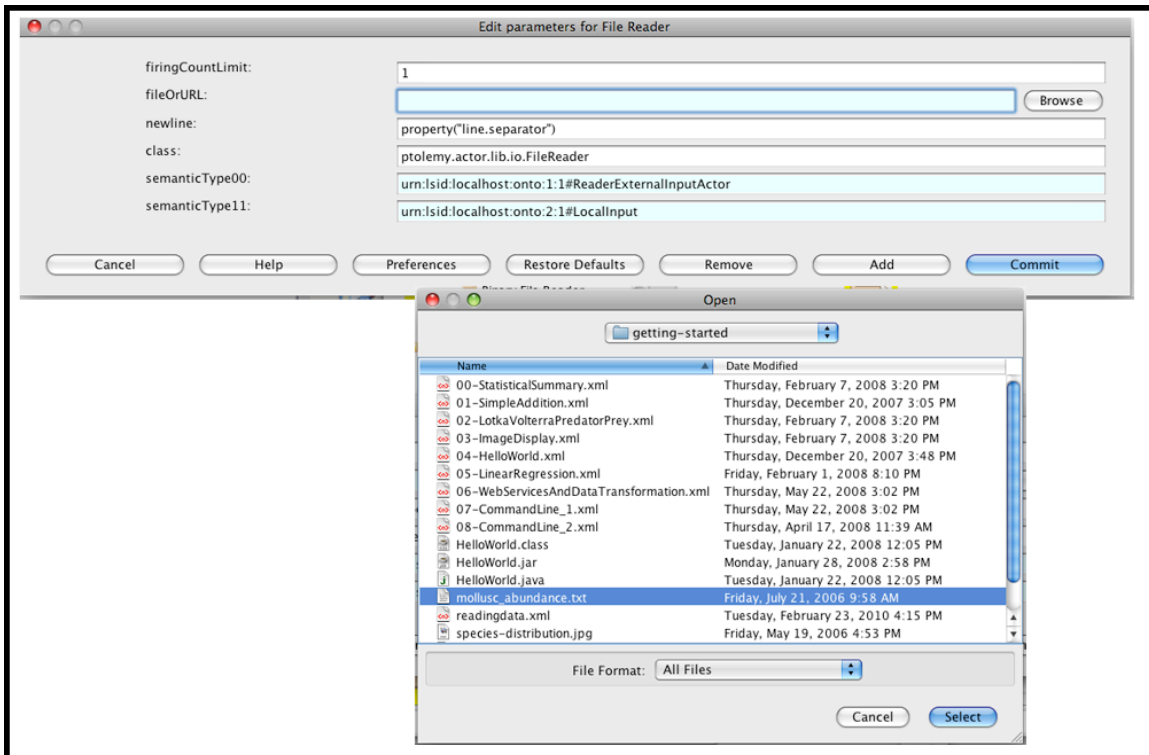 Edit parameters for File Reader
firingCountLimit: 1
fileOrURL: Browse
newline: property("line.separator")
class: ptolemy.actor.lib.io.FileReader
semanticType00: urn:lsid:localhost:onto:1:1#ReaderExternalInputActor
semanticType11: urn:lsid:localhost:onto:2:1#LocalInput
Cancel Help Preferences Restore Defaults Remove Add Commit
Open
getting-started
Name Date Modified
00-StatisticalSummary.xml Thursday, February 7, 2008 3:20 PM
01-SimpleAddition.xml Thursday, December 20, 2007 3:05 PM
02-LotkaVolterraPredatorPrey.xml Thursday, February 7, 2008 3:20 PM
03-ImageDisplay.xml Thursday, February 7, 2008 3:20 PM
04-HelloWorld.xml Thursday, December 20, 2007 3:48 PM
05-LinearRegression.xml Friday, February 1, 2008 8:10 PM
06-WebServicesAndDataTransformation.xml Thursday, May 22, 2008 3:02 PM
07-CommandLine_1.xml Thursday, May 22, 2008 3:02 PM
08-CommandLine_2.xml Thursday, April 17, 2008 11:39 AM
HelloWorld.class Tuesday, January 22, 2008 12:05 PM
HelloWorld.jar Monday, January 28, 2008 2:58 PM
HelloWorld.java Tuesday, January 22, 2008 12:05 PM
mollusc_abundance.txt Friday, July 21, 2006 9:58 AM
readingdata.xml Tuesday, February 23, 2010 4:15 PM
species-distribution.jpg Friday, May 19, 2006 4:53 PM
File Format: All Files
Cancel Select